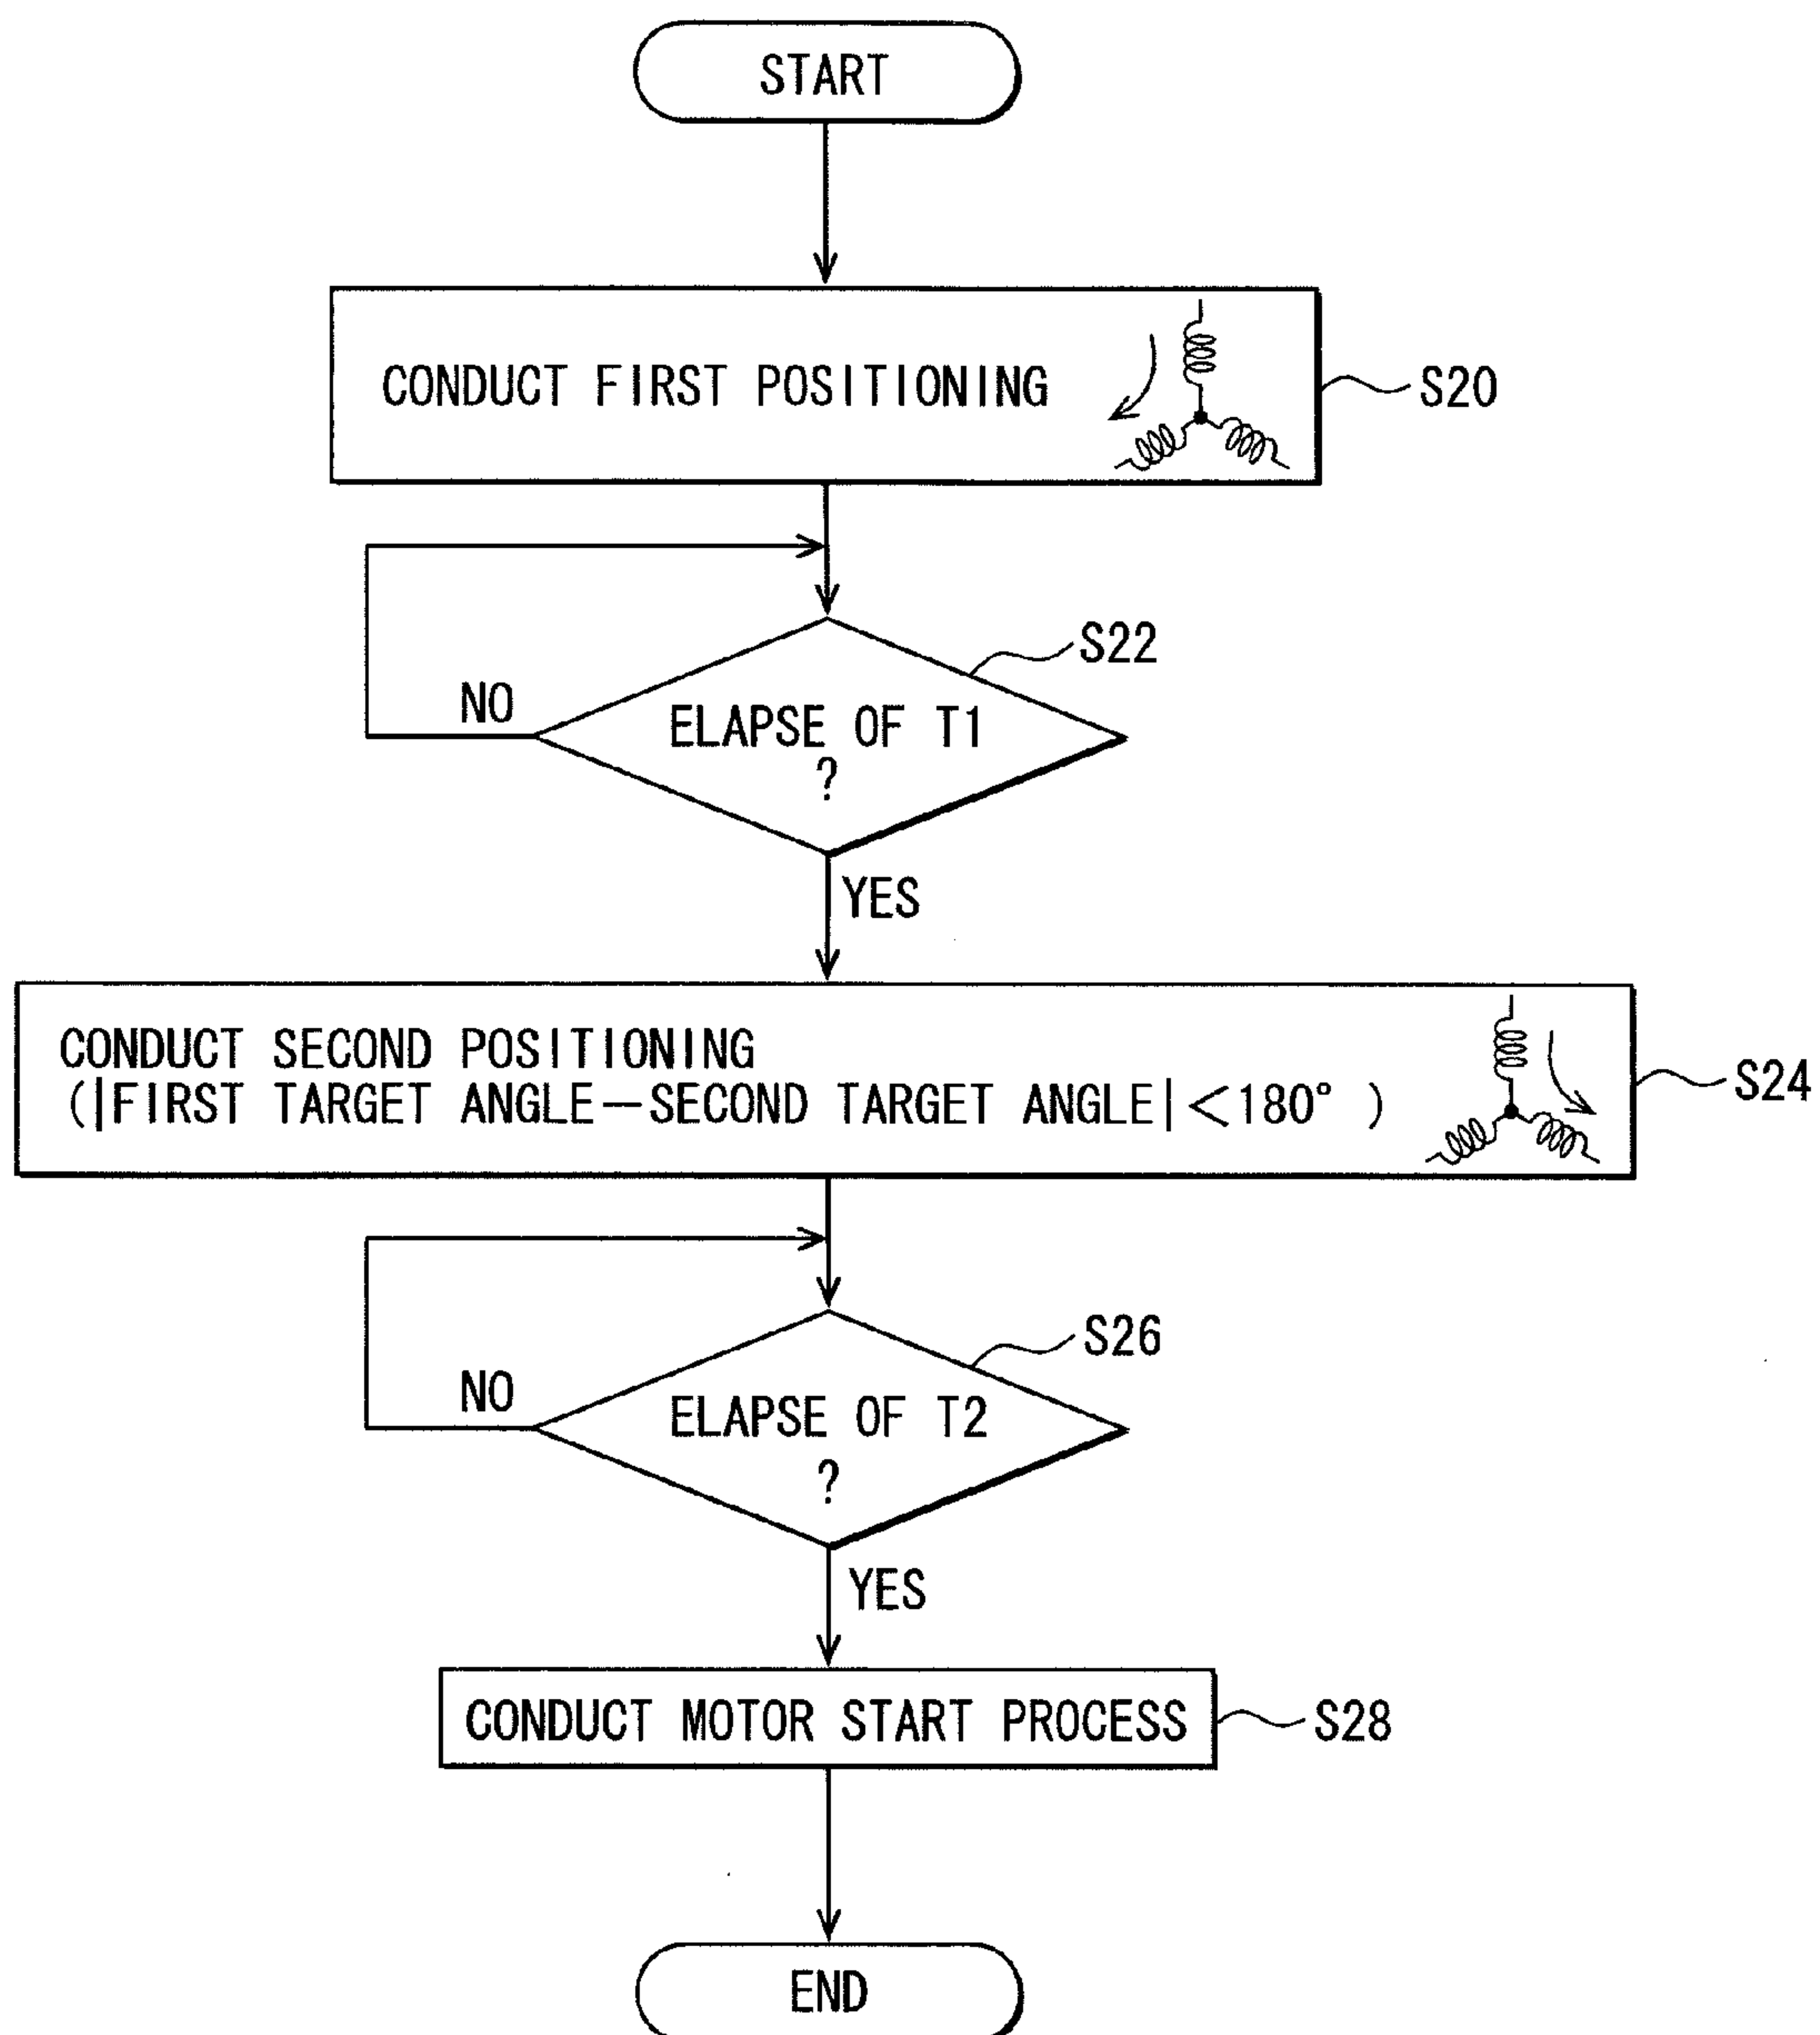 START
CONDUCT FIRST POSITIONING
S20
S22
NO
ELAPSE OF T1
?
YES
CONDUCT SECOND POSITIONING
(|FIRST TARGET ANGLE—SECOND TARGET ANGLE|<180° )
S24
S26
NO
ELAPSE OF T2
?
YES
CONDUCT MOTOR START PROCESS
S28
END